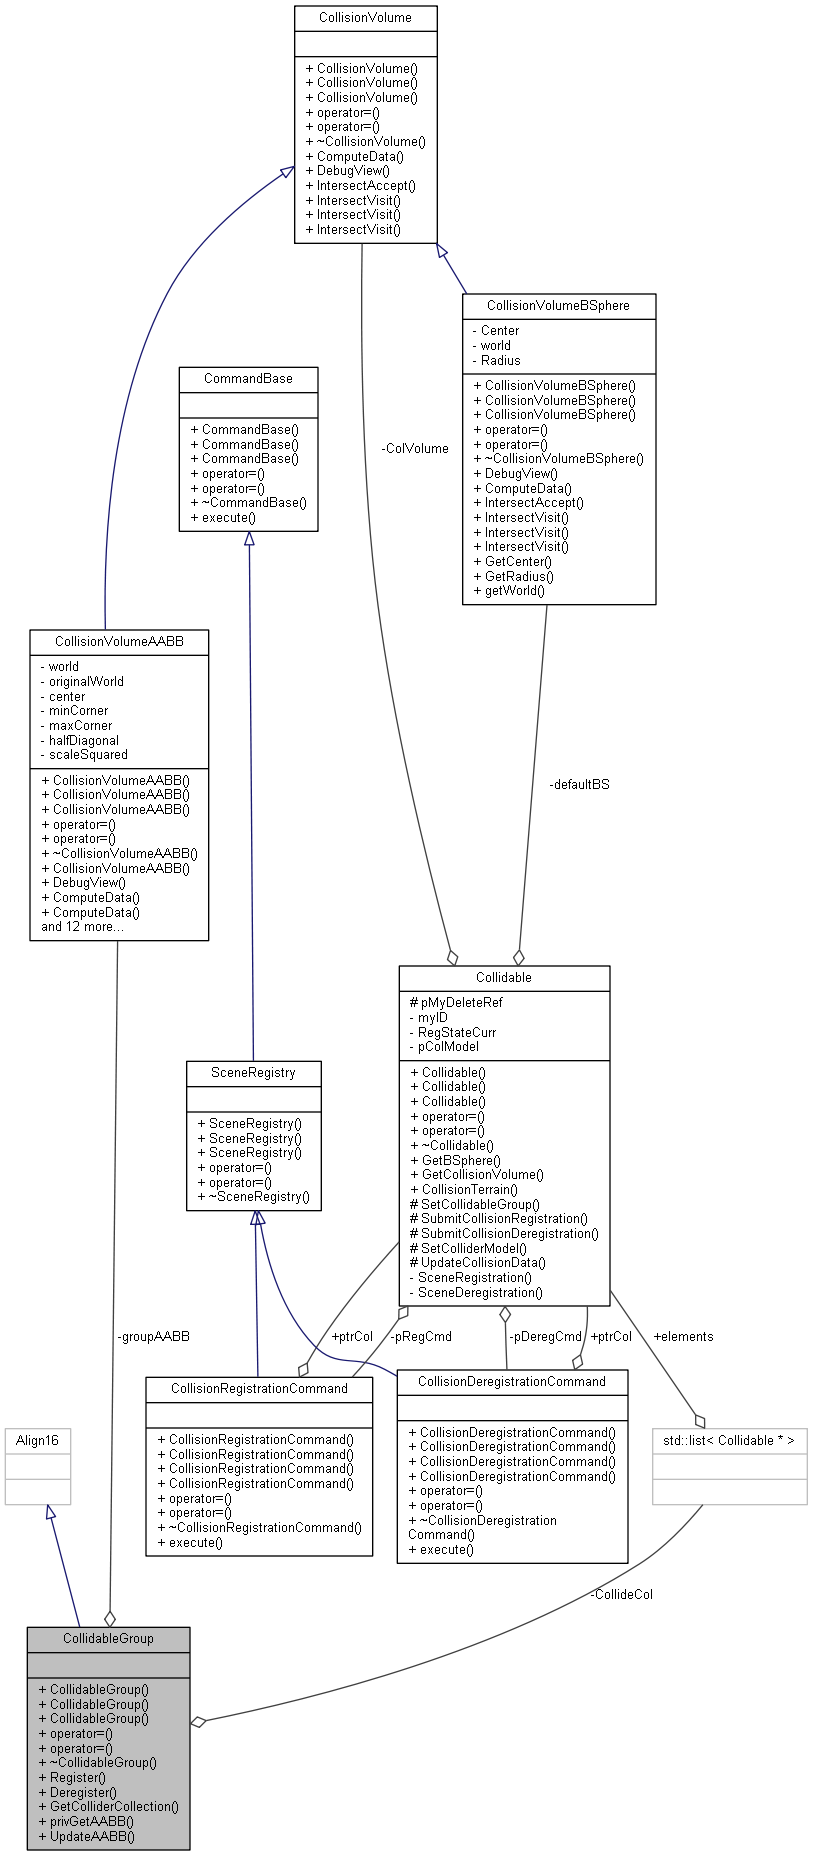 CollisionVolume
+ CollisionVolume()
+ CollisionVolume()
+ CollisionVolume()
+ operator=()
+ operator=()
+ ~CollisionVolume()
+ ComputeData()
+ DebugView()
+ IntersectAccept()
+ IntersectVisit()
+ IntersectVisit()
+ IntersectVisit()
CollisionVolumeBSphere
- Center
- world
- Radius
+ CollisionVolumeBSphere()
+ CollisionVolumeBSphere()
+ CollisionVolumeBSphere()
+ operator=()
+ operator=()
+ ~CollisionVolumeBSphere()
+ DebugView()
+ ComputeData()
+ IntersectAccept()
+ IntersectVisit()
+ IntersectVisit()
+ IntersectVisit()
+ GetCenter()
+ GetRadius()
+ getWorld()
CommandBase
+ CommandBase()
+ CommandBase()
+ CommandBase()
+ operator=()
+ operator=()
+ ~CommandBase()
+ execute()
-ColVolume
CollisionVolumeAABB
- world
- originalWorld
- center
- minCorner
- maxCorner
- halfDiagonal
- scaleSquared
+ CollisionVolumeAABB()
+ CollisionVolumeAABB()
+ CollisionVolumeAABB()
+ operator=()
+ operator=()
+ ~CollisionVolumeAABB()
+ CollisionVolumeAABB()
+ DebugView()
+ ComputeData()
+ ComputeData()
and 12 more...
-defaultBS
Collidable
# pMyDeleteRef
- myID
- RegStateCurr
- pColModel
+ Collidable()
+ Collidable()
+ Collidable()
+ operator=()
+ operator=()
+ ~Collidable()
+ GetBSphere()
+ GetCollisionVolume()
+ CollisionTerrain()
# SetCollidableGroup()
# SubmitCollisionRegistration()
# SubmitCollisionDeregistration()
# SetColliderModel()
# UpdateCollisionData()
- SceneRegistration()
- SceneDeregistration()
SceneRegistry
+ SceneRegistry()
+ SceneRegistry()
+ SceneRegistry()
+ operator=()
+ operator=()
+ ~SceneRegistry()
-groupAABB
+ptrCol
-pRegCmd
-pDeregCmd
+ptrCol
+elements
CollisionRegistrationCommand
+ CollisionRegistrationCommand()
+ CollisionRegistrationCommand()
+ CollisionRegistrationCommand()
+ CollisionRegistrationCommand()
+ operator=()
+ operator=()
+ ~CollisionRegistrationCommand()
+ execute()
CollisionDeregistrationCommand
+ CollisionDeregistrationCommand()
+ CollisionDeregistrationCommand()
+ CollisionDeregistrationCommand()
+ CollisionDeregistrationCommand()
+ operator=()
+ operator=()
+ ~CollisionDeregistration
Command()
+ execute()
Align16
std::list< Collidable * >
-CollideCol
CollidableGroup
+ CollidableGroup()
+ CollidableGroup()
+ CollidableGroup()
+ operator=()
+ operator=()
+ ~CollidableGroup()
+ Register()
+ Deregister()
+ GetColliderCollection()
+ privGetAABB()
+ UpdateAABB()